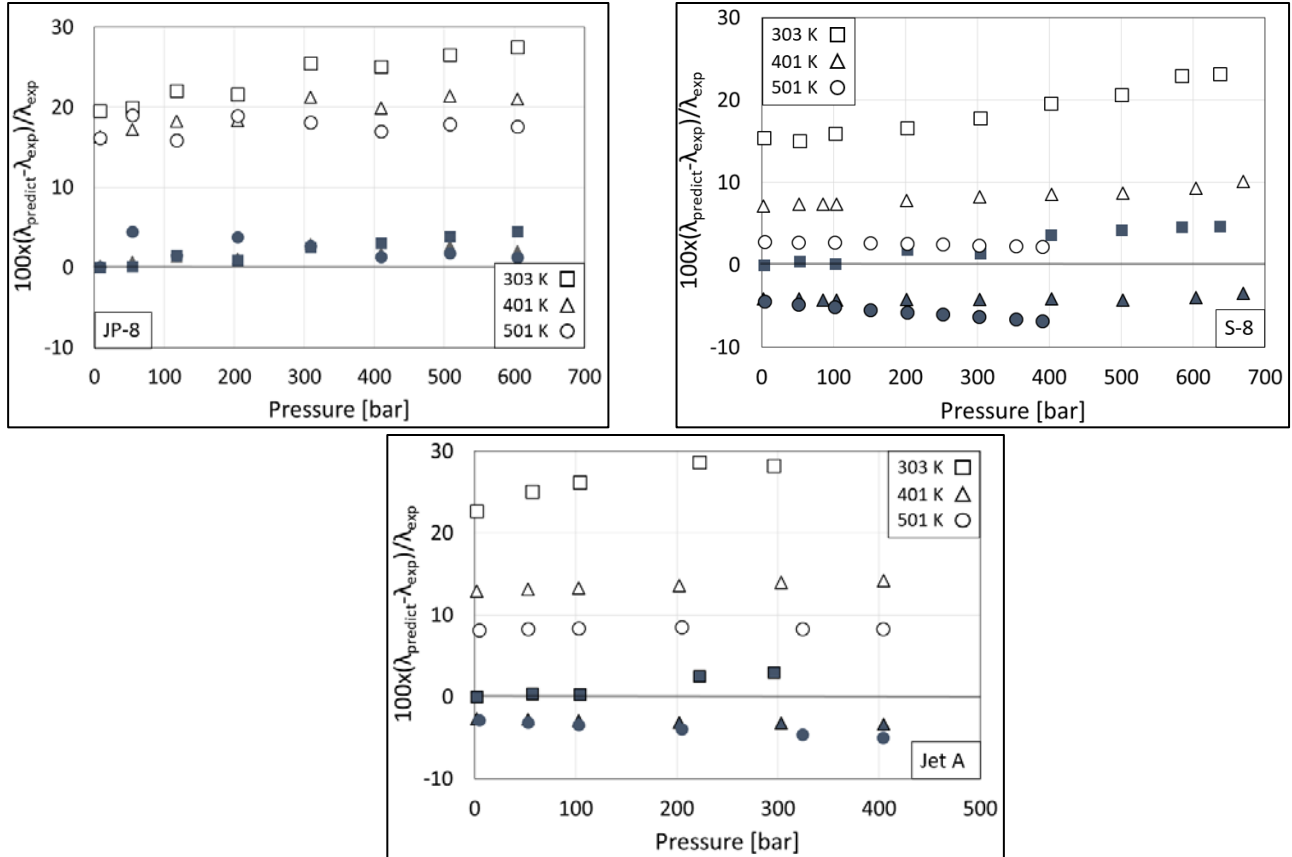 30
20
10
0
-10
100x(λpredict-λexp)/λexp
303 K
401 K
501 K
JP-8
0 100 200 300 400 500 600 700
Pressure [bar]
30
20
10
0
-10
100x(λpredict-λexp)/λexp
303 K
401 K
501 K
S-8
0 100 200 300 400 500 600 700
Pressure [bar]
30
20
10
0
-10
100x(λpredict-λexp)/λexp
303 K
401 K
501 K
Jet A
0 100 200 300 400 500
Pressure [bar]